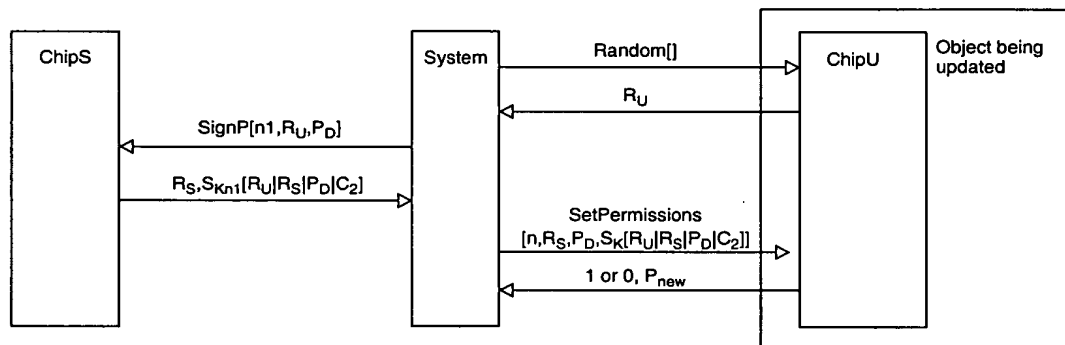 ChipS
System
ChipU
Object being
updated
Random[]
R_U
SignP[n1,R_U,P_D}
R_S,S_Kn1[R_U|R_S|P_D|C_2]
SetPermissions
[n,R_S,P_D,S_K[R_U|R_S|P_D|C_2]]
1 or 0, P_new